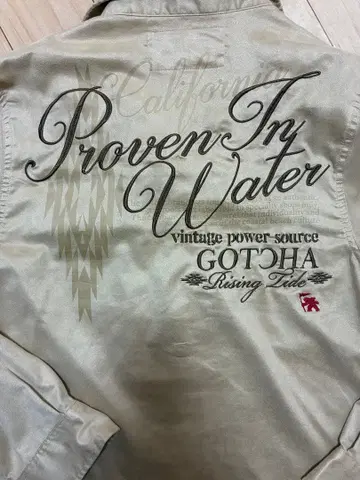 California
Proven In
Water
vintage power source
GOTCHA
Rising Tide